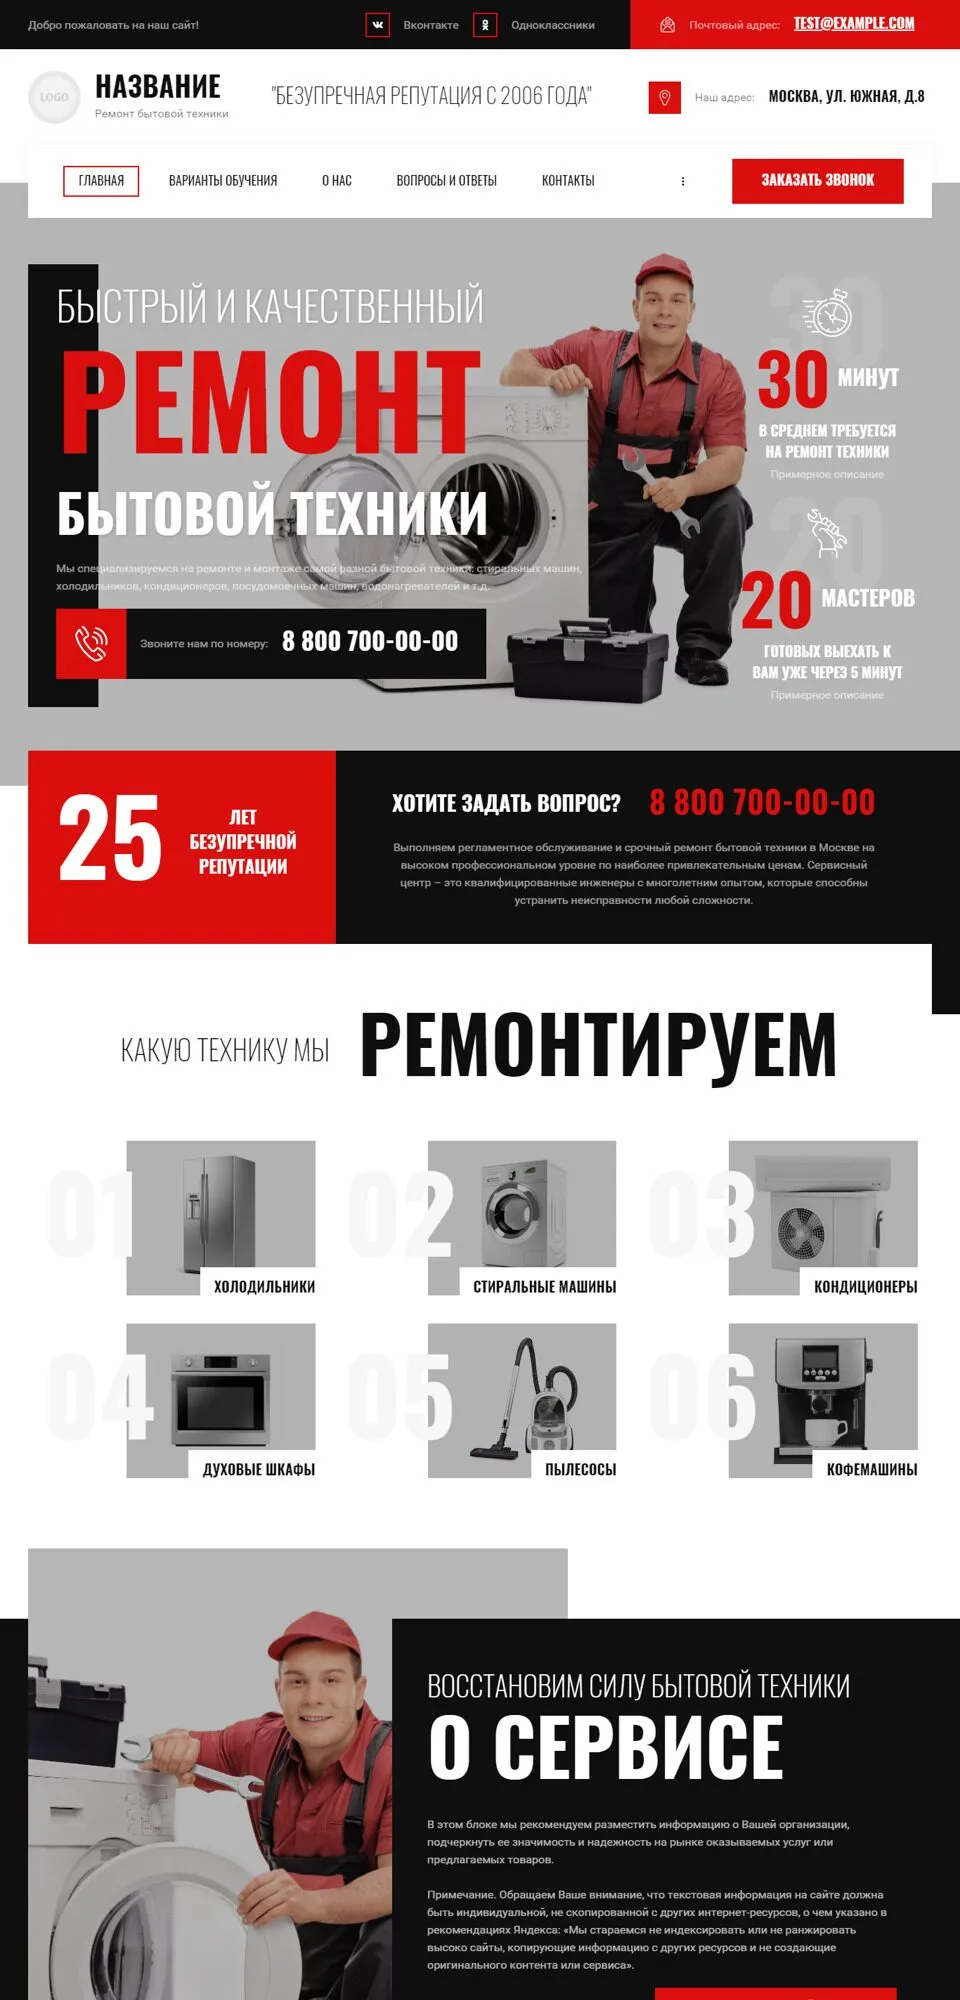 Добро пожаловать на наш сайт!
Вконтакте
Одноклассники
Почтовый адрес:
TEST@EXAMPLE.COM
LOGO
НАЗВАНИЕ
Ремонт бытовой техники
"БЕЗУПРЕЧНАЯ РЕПУТАЦИЯ С 2006 ГОДА"
Наш адрес:
МОСКВА, УЛ. ЮЖНАЯ, Д.8
ГЛАВНАЯ
ВАРИАНТЫ ОБУЧЕНИЯ
О НАС
ВОПРОСЫ И ОТВЕТЫ
КОНТАКТЫ
ЗАКАЗАТЬ ЗВОНОК
БЫСТРЫЙ И КАЧЕСТВЕННЫЙ
РЕМОНТ
БЫТОВОЙ ТЕХНИКИ
Мы специализируемся на ремонте и монтаже самой разной бытовой техники: стиральных машин,
холодильников, кондиционеров, посудомоечных машин, водонагревателей и т.д.
Звоните нам по номеру:
8 800 700-00-00
30
30 МИНУТ
В СРЕДНЕМ ТРЕБУЕТСЯ
НА РЕМОНТ ТЕХНИКИ
Примерное описание
20
20 МАСТЕРОВ
ГОТОВЫХ ВЫЕХАТЬ К
ВАМ УЖЕ ЧЕРЕЗ 5 МИНУТ
Примерное описание
25
ЛЕТ
БЕЗУПРЕЧНОЙ
РЕПУТАЦИИ
ХОТИТЕ ЗАДАТЬ ВОПРОС?
8 800 700-00-00
Выполняем регламентное обслуживание и срочный ремонт бытовой техники в Москве на
высоком профессиональном уровне по наиболее привлекательным ценам. Сервисный
центр – это квалифицированные инженеры с многолетним опытом, которые способны
устранить неисправности любой сложности.
КАКУЮ ТЕХНИКУ МЫ
РЕМОНТИРУЕМ
01
ХОЛОДИЛЬНИКИ
02
СТИРАЛЬНЫЕ МАШИНЫ
03
КОНДИЦИОНЕРЫ
04
ДУХОВЫЕ ШКАФЫ
05
ПЫЛЕСОСЫ
06
КОФЕМАШИНЫ
ВОССТАНОВИМ СИЛУ БЫТОВОЙ ТЕХНИКИ
О СЕРВИСЕ
В этом блоке мы рекомендуем разместить информацию о Вашей организации,
подчеркнуть ее значимость и надежность на рынке оказываемых услуг или
предлагаемых товаров.
Примечание. Обращаем Ваше внимание, что текстовая информация на сайте должна
быть индивидуальной, не скопированной с других интернет-ресурсов, о чем указано в
рекомендациях Яндекса: «Мы стараемся не индексировать или не ранжировать
высоко сайты, копирующие информацию с других ресурсов и не создающие
оригинального контента или сервиса».